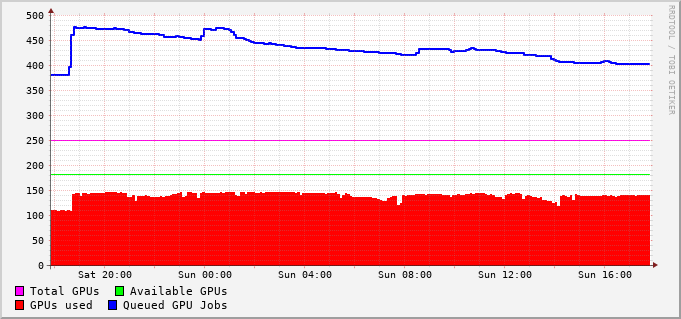 RRDTOOL / TOBI OETIKER
500
450
400
350
300
250
200
150
100
50
0
Sat 20:00 Sun 00:00 Sun 04:00 Sun 08:00 Sun 12:00 Sun 16:00
Total GPUs Available GPUs
GPUs used Queued GPU Jobs